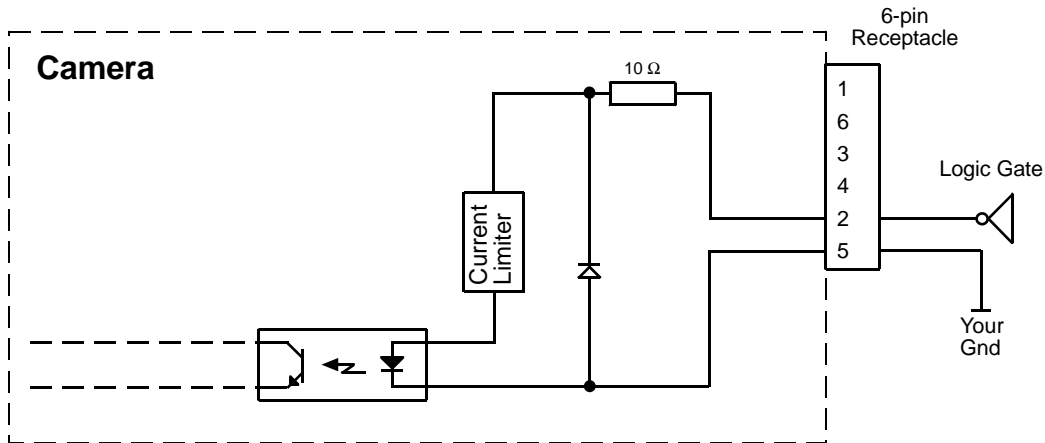 6-pin
Receptacle
Camera
10 Ω
1
6
3
4
2
5
Logic Gate
Current
Limiter
Your
Gnd